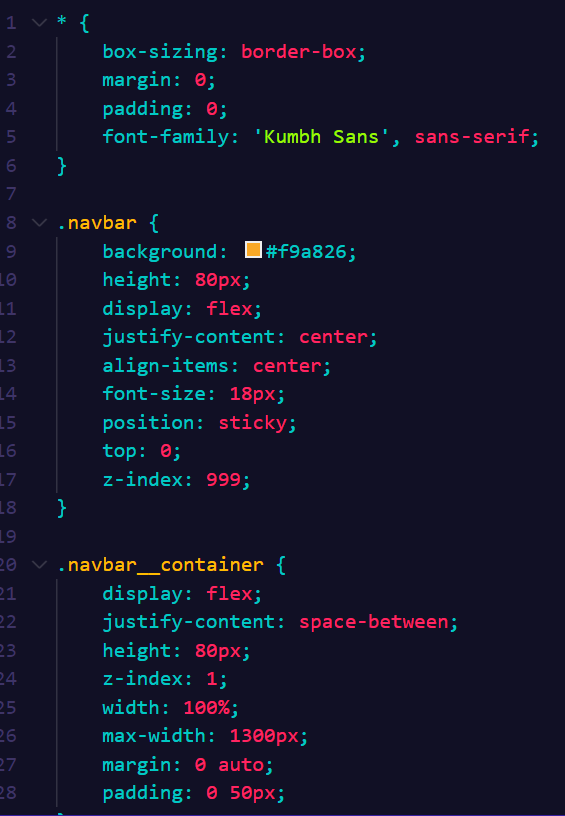 1 * {
2 box-sizing: border-box;
3 margin: 0;
4 padding: 0;
5 font-family: 'Kumbh Sans', sans-serif;
6 }
7
8 .navbar {
9 background: #f9a826;
10 height: 80px;
11 display: flex;
12 justify-content: center;
13 align-items: center;
14 font-size: 18px;
15 position: sticky;
16 top: 0;
17 z-index: 999;
18 }
19
20 .navbar__container {
21 display: flex;
22 justify-content: space-between;
23 height: 80px;
24 z-index: 1;
25 width: 100%;
26 max-width: 1300px;
27 margin: 0 auto;
28 padding: 0 50px;